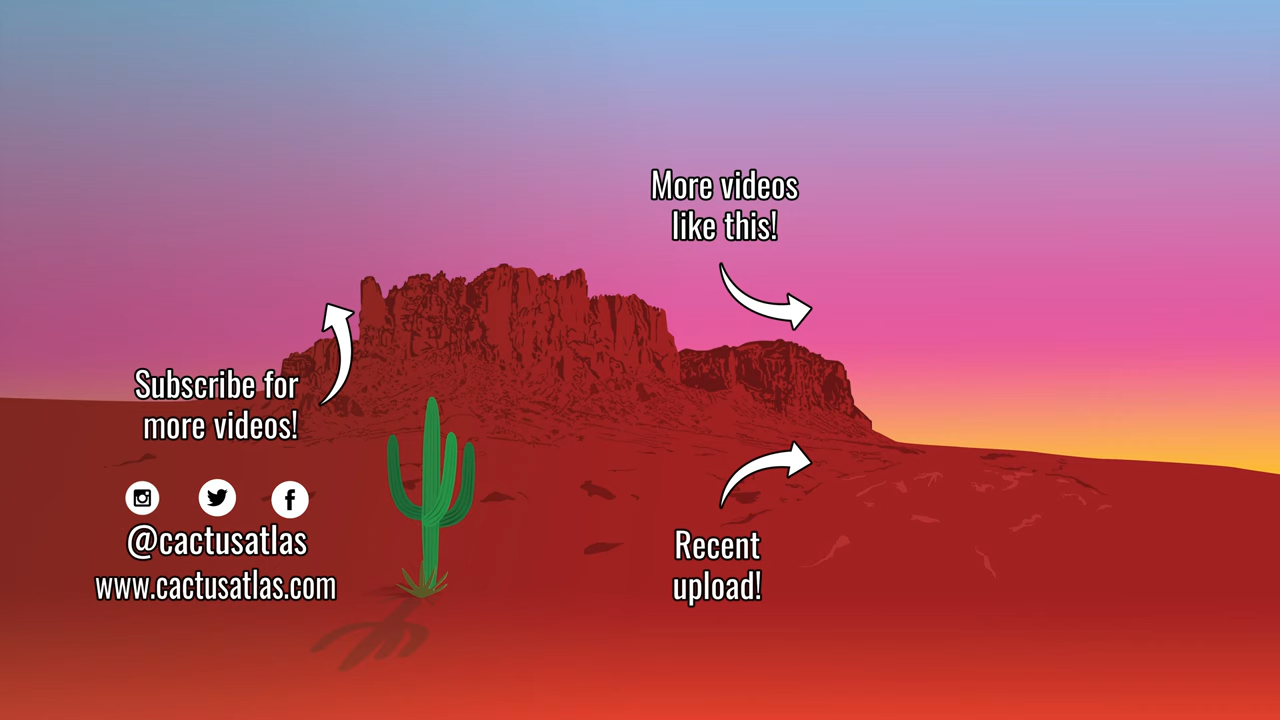 More videos
like this!
Subscribe for
more videos!
@cactusatlas
www.cactusatlas.com
Recent
upload!